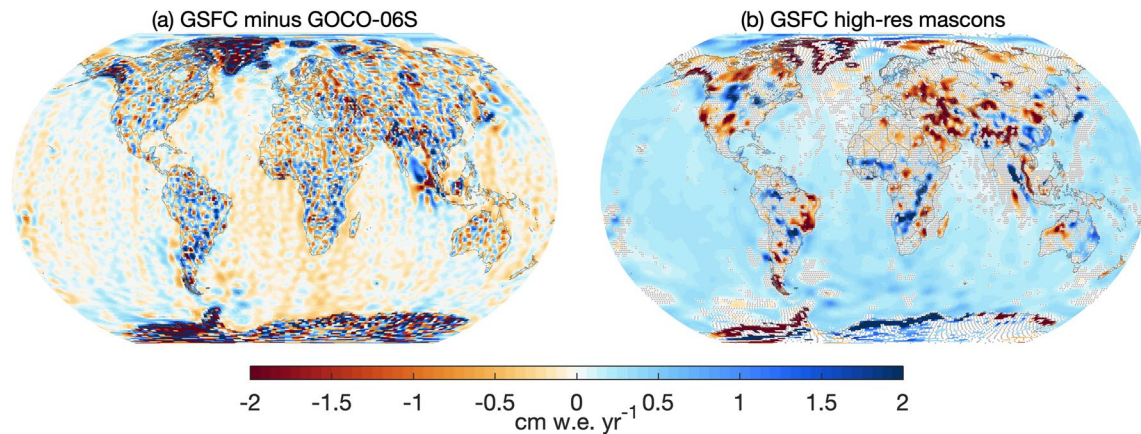 (a) GSFC minus GOCO-06S
(b) GSFC high-res mascons
-2 -1.5 -1 -0.5 0 0.5 1 1.5 2
cm w.e. yr⁻¹